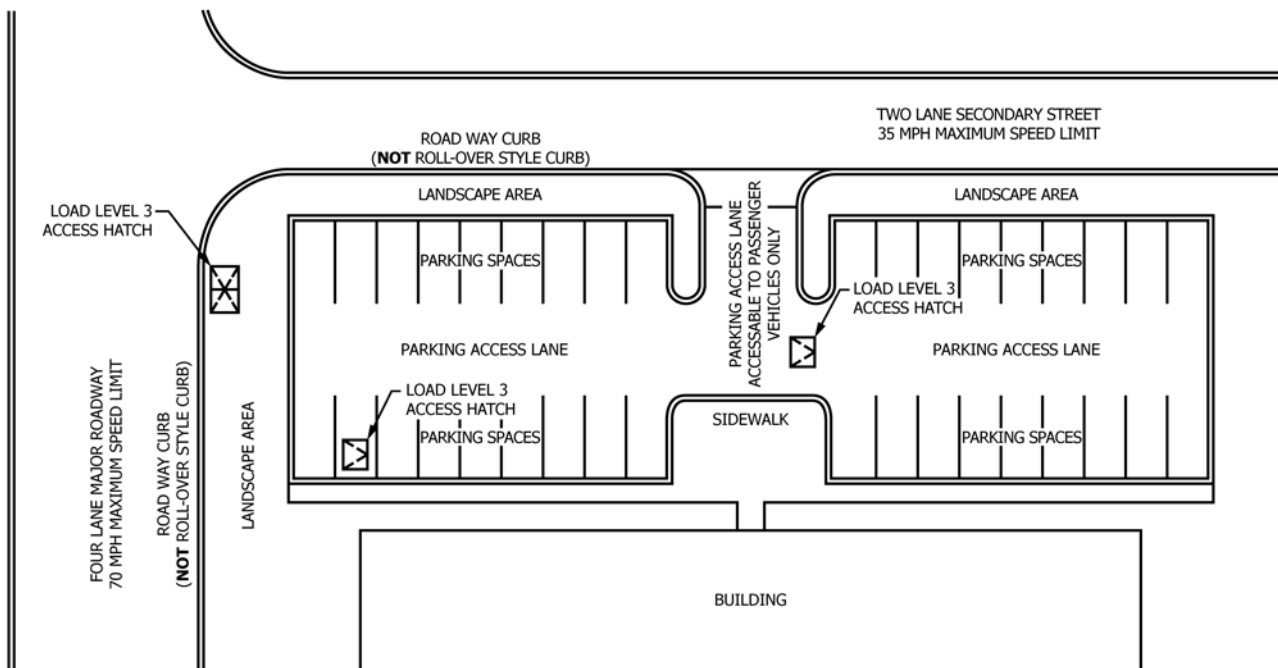 TWO LANE SECONDARY STREET
35 MPH MAXIMUM SPEED LIMIT
ROAD WAY CURB
(NOT ROLL-OVER STYLE CURB)
LANDSCAPE AREA
LANDSCAPE AREA
LOAD LEVEL 3
ACCESS HATCH
PARKING SPACES
PARKING ACCESS LANE
ACCESSABLE TO PASSENGER
VEHICLES ONLY
PARKING SPACES
LOAD LEVEL 3
ACCESS HATCH
PARKING ACCESS LANE
PARKING ACCESS LANE
LOAD LEVEL 3
ACCESS HATCH
PARKING SPACES
SIDEWALK
PARKING SPACES
FOUR LANE MAJOR ROADWAY
70 MPH MAXIMUM SPEED LIMIT
ROAD WAY CURB
(NOT ROLL-OVER STYLE CURB)
LANDSCAPE AREA
BUILDING